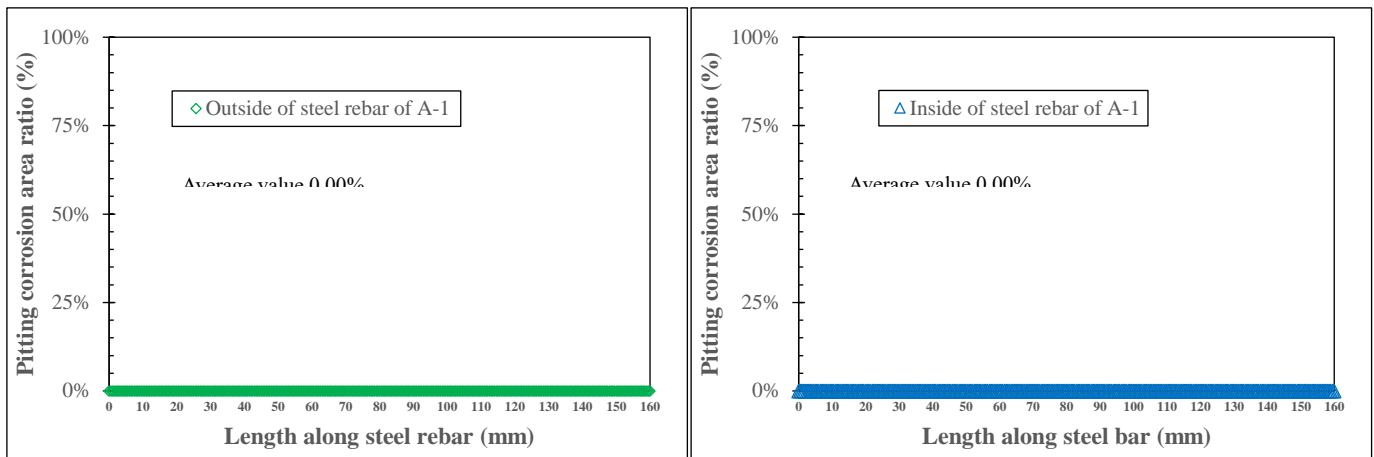 100%
75%
50%
25%
0%
Pitting corrosion area ratio (%)
Outside of steel rebar of A-1
Average value 0.00%
0 10 20 30 40 50 60 70 80 90 100 110 120 130 140 150 160
Length along steel rebar (mm)
100%
75%
50%
25%
0%
Pitting corrosion area ratio (%)
Inside of steel rebar of A-1
Average value 0.00%
0 10 20 30 40 50 60 70 80 90 100 110 120 130 140 150 160
Length along steel bar (mm)